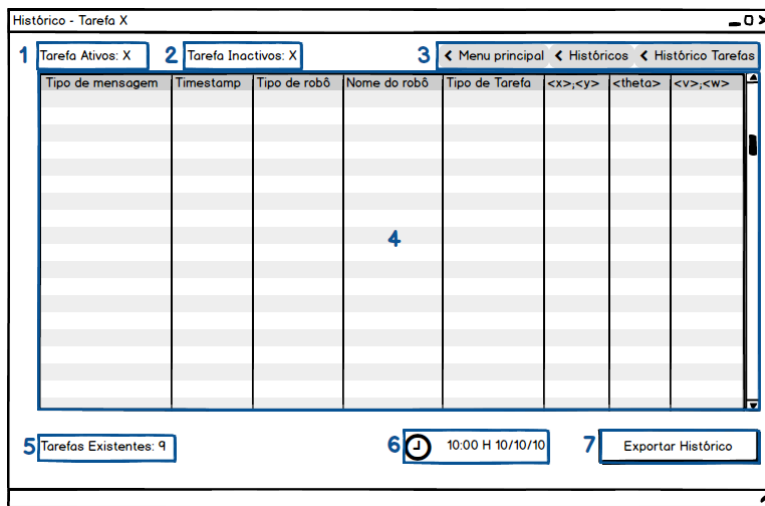 Histórico - Tarefa X
1 Tarefa Ativos: X 2 Tarefa Inactivos: X 3 < Menu principal < Históricos < Histórico Tarefas
Tipo de mensagem Timestamp Tipo de robô Nome do robô Tipo de Tarefa <x>,<y> <theta> <v>,<w>
4
5 Tarefas Existentes: 9 6 10:00 H 10/10/10 7 Exportar Histórico